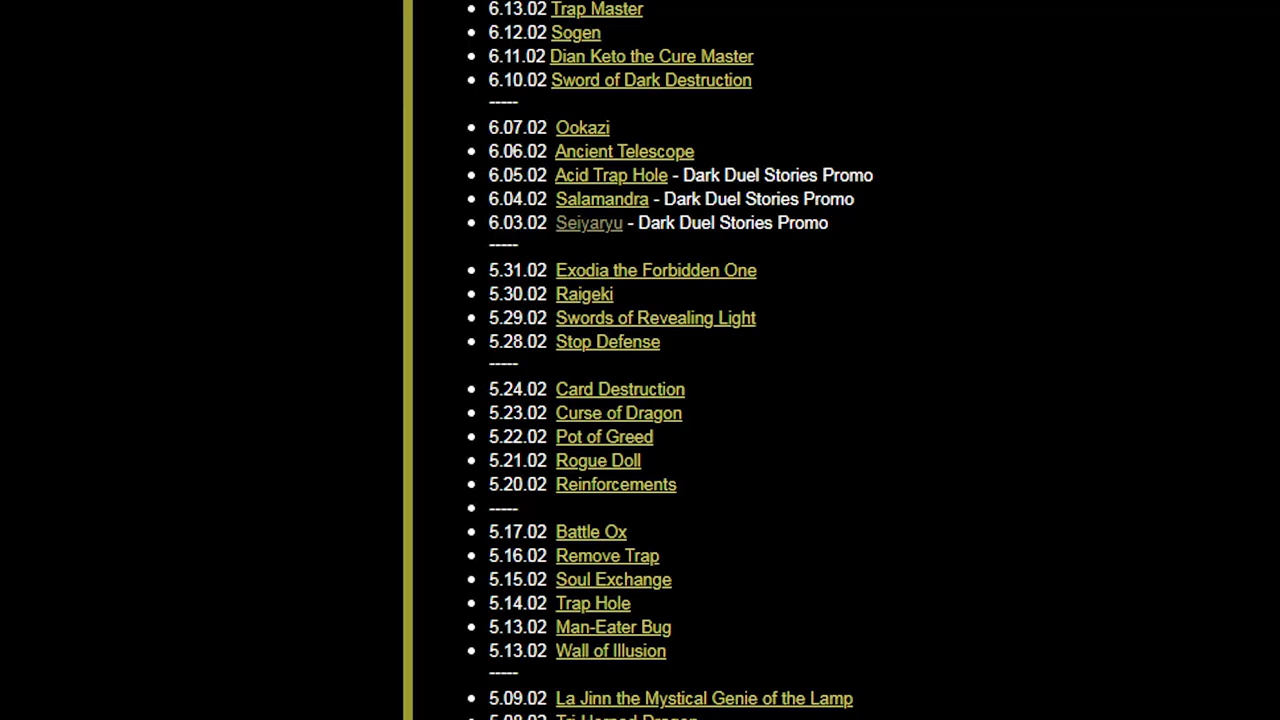 6.13.02 Trap Master
6.12.02 Sogen
6.11.02 Dian Keto the Cure Master
6.10.02 Sword of Dark Destruction
-----
6.07.02 Ookazi
6.06.02 Ancient Telescope
6.05.02 Acid Trap Hole - Dark Duel Stories Promo
6.04.02 Salamandra - Dark Duel Stories Promo
6.03.02 Seiyaryu - Dark Duel Stories Promo
-----
5.31.02 Exodia the Forbidden One
5.30.02 Raigeki
5.29.02 Swords of Revealing Light
5.28.02 Stop Defense
-----
5.24.02 Card Destruction
5.23.02 Curse of Dragon
5.22.02 Pot of Greed
5.21.02 Rogue Doll
5.20.02 Reinforcements
-----
5.17.02 Battle Ox
5.16.02 Remove Trap
5.15.02 Soul Exchange
5.14.02 Trap Hole
5.13.02 Man-Eater Bug
5.13.02 Wall of Illusion
-----
5.09.02 La Jinn the Mystical Genie of the Lamp
5.08.02 Tri-Horned Dragon